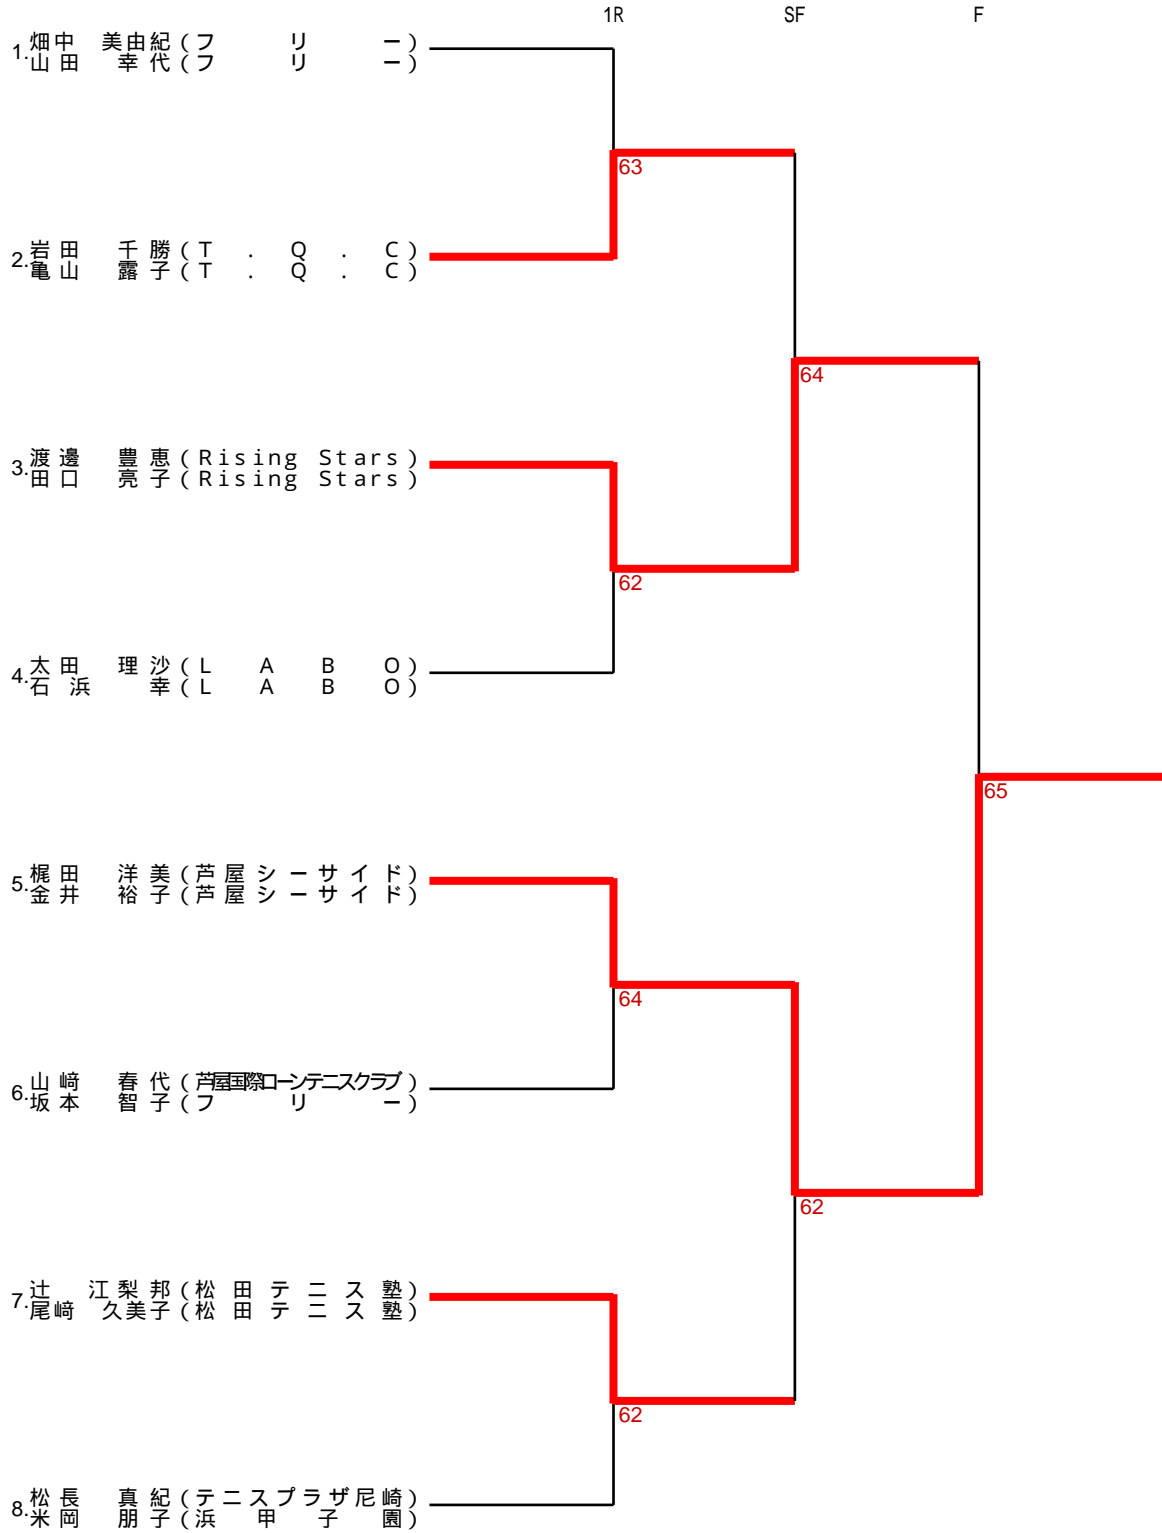 1R SF F
1. 畑中 美由紀(フリー)
山田 幸代(フリー)
63
2. 岩田 千勝(T.Q.C)
亀山 露子(T.Q.C)
64
3. 渡邊 豊恵(Rising Stars)
田口 亮子(Rising Stars)
62
4. 太田 理沙(LABO)
石浜 幸(LABO)
65
5. 梶田 洋美(芦屋シーサイド)
金井 裕子(芦屋シーサイド)
64
6. 山﨑 春代(芦屋国際ローンテニスクラブ)
坂本 智子(フリー)
62
7. 辻 江梨邦(松田テニス塾)
尾﨑 久美子(松田テニス塾)
62
8. 松長 真紀(テニスプラザ尼崎)
米岡 朋子(浜甲子園)